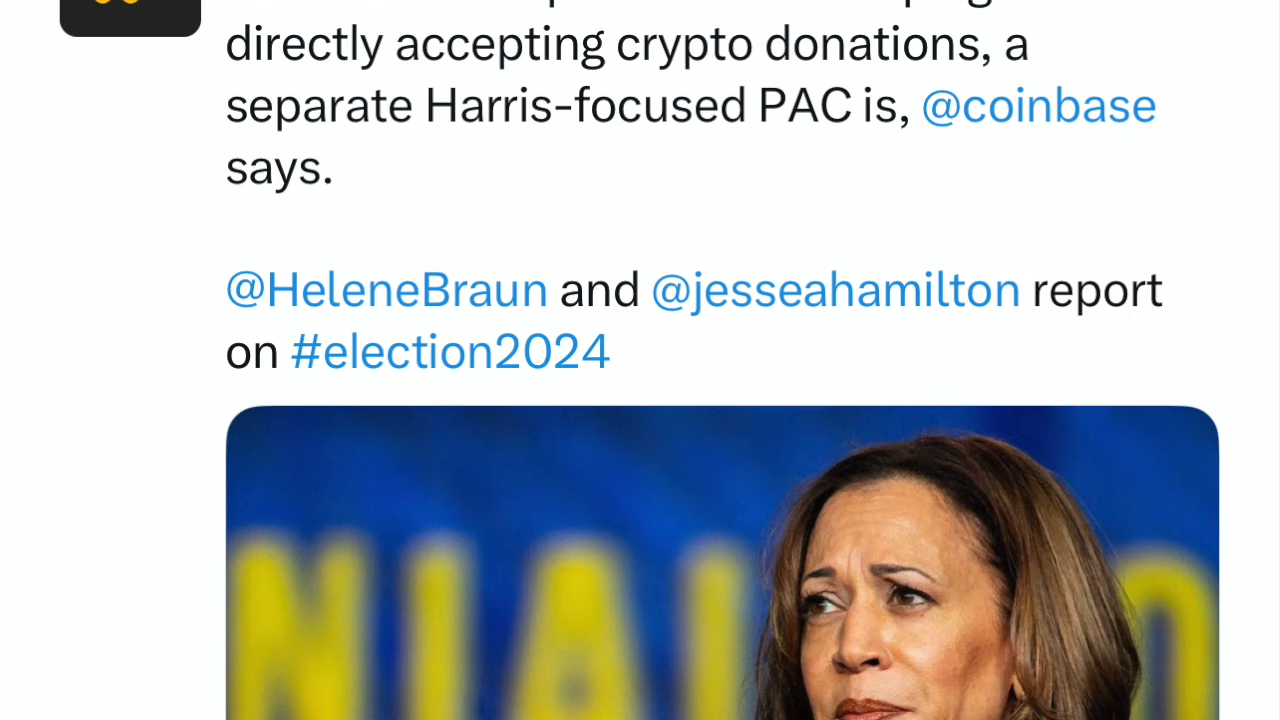 directly accepting crypto donations, a
separate Harris-focused PAC is, @coinbase
says.
@HeleneBraun and @jesseahamilton report
on #election2024